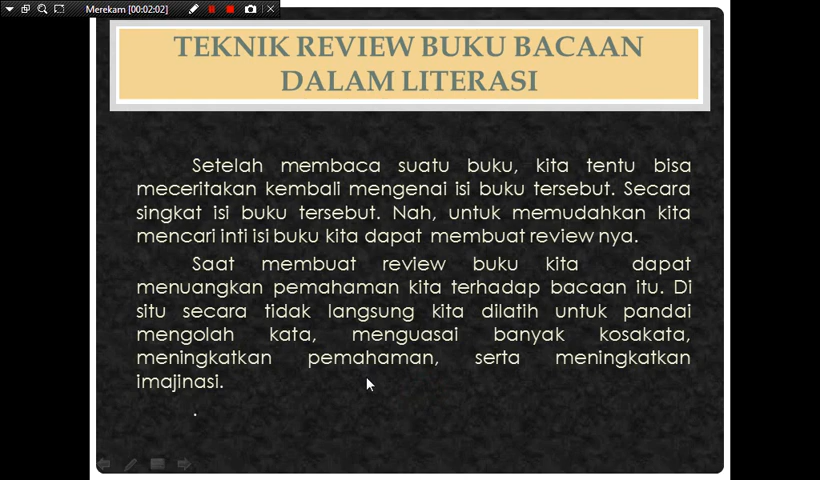 Merekam [00:02:02]
TEKNIK REVIEW BUKU BACAAN
DALAM LITERASI
Setelah membaca suatu buku, kita tentu bisa
meceritakan kembali mengenai isi buku tersebut. Secara
singkat isi buku tersebut. Nah, untuk memudahkan kita
mencari inti isi buku kita dapat membuat review nya.
Saat membuat review buku kita dapat
menuangkan pemahaman kita terhadap bacaan itu. Di
situ secara tidak langsung kita dilatih untuk pandai
mengolah kata, menguasai banyak kosakata,
meningkatkan pemahaman, serta meningkatkan
imajinasi.
.